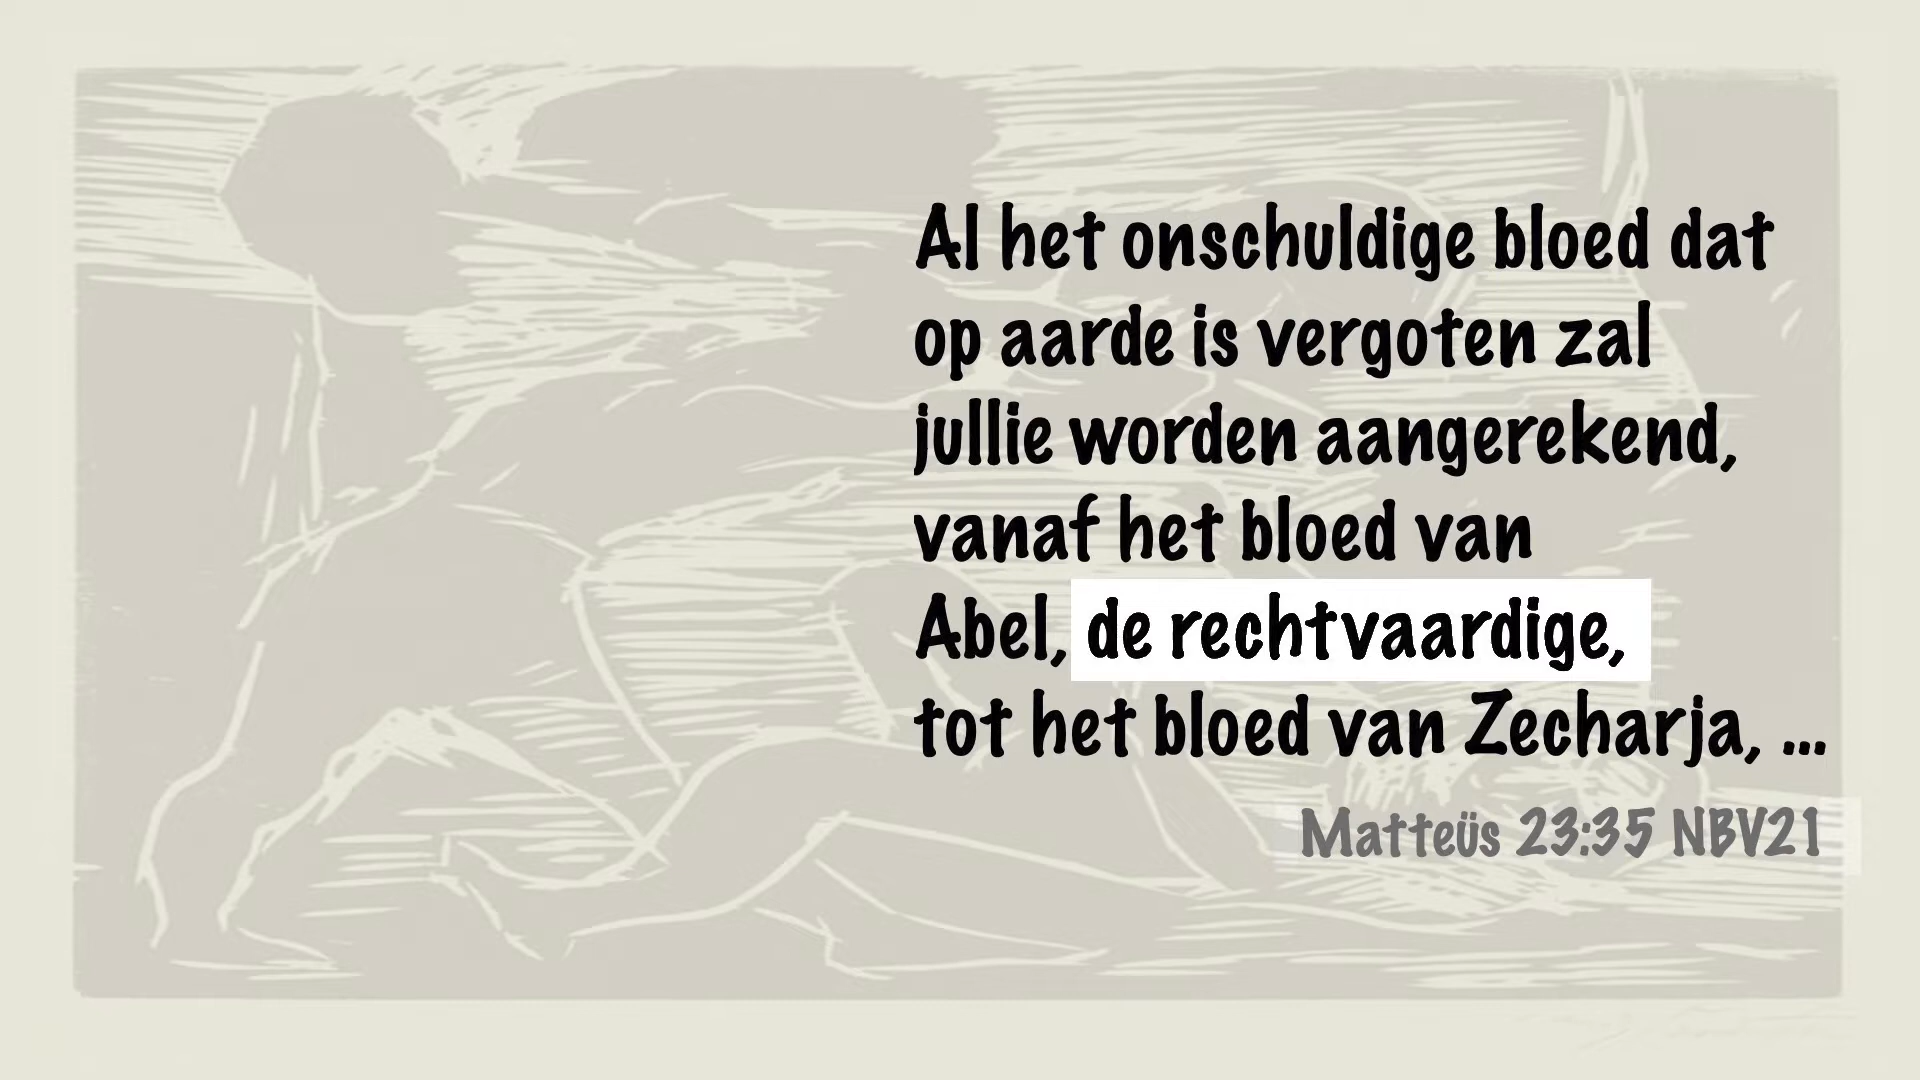 Al het onschuldige bloed dat
op aarde is vergoten zal
jullie worden aangerekend,
vanaf het bloed van
Abel, de rechtvaardige,
tot het bloed van Zecharja, ...
Matteüs 23:35 NBV21